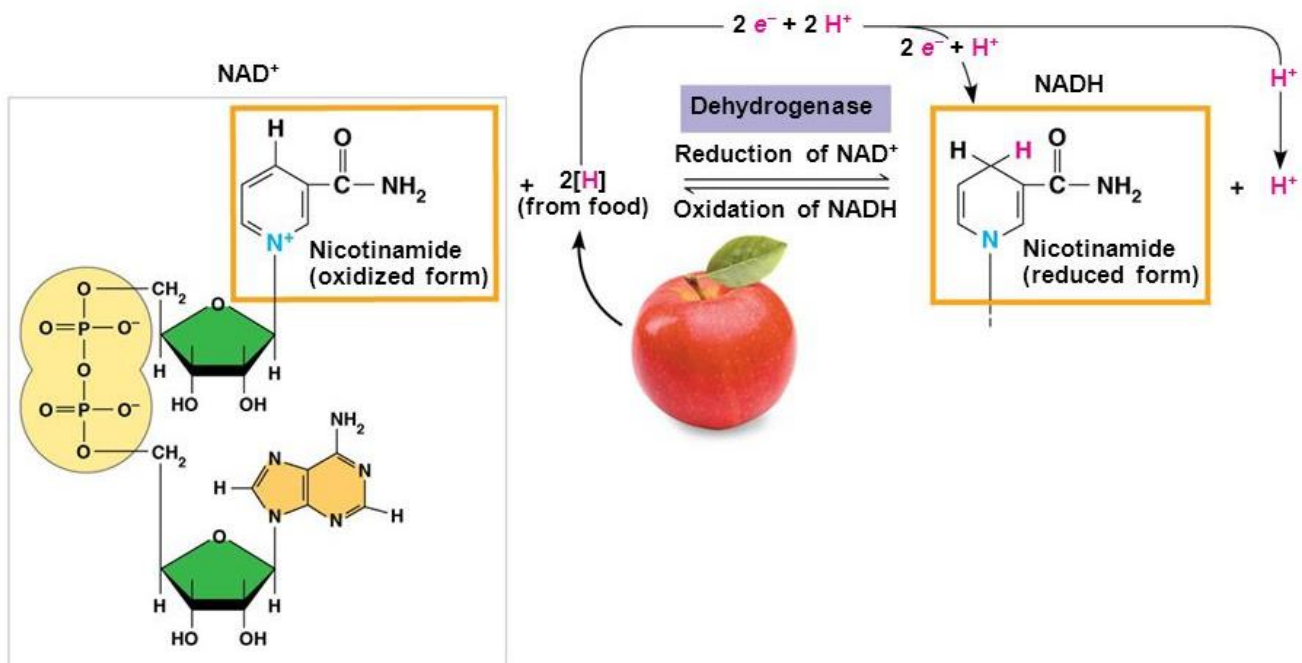 2 e⁻ + 2 H⁺
2 e⁻ + H⁺
H⁺
NAD⁺
NADH
Dehydrogenase
Reduction of NAD⁺
Oxidation of NADH
H
O
C
NH₂
N⁺
Nicotinamide
(oxidized form)
+ 2[H]
(from food)
H H
O
C
NH₂
N
Nicotinamide
(reduced form)
+ H⁺
O
CH₂
O
O=P—O⁻
H
H
O
HO
OH
O=P—O⁻
O
CH₂
NH₂
N
N
H
N
N
H
O
H
H
HO
OH